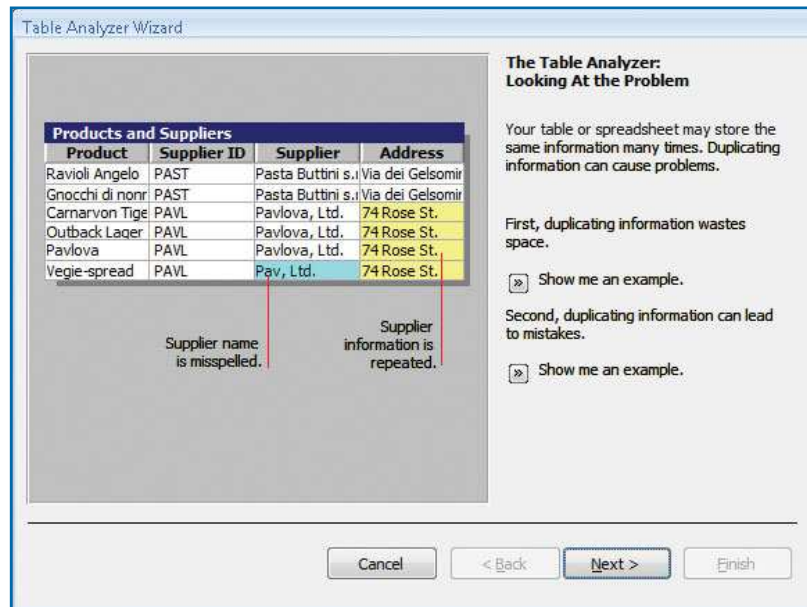 Table Analyzer Wizard
The Table Analyzer:
Looking At the Problem
Products and Suppliers
Product Supplier ID Supplier Address
Ravioli Angelo PAST Pasta Buttini s.r Via dei Gelsomir
Gnocchi di nonr PAST Pasta Buttini s.r Via dei Gelsomir
Carnarvon Tige PAVL Pavlova, Ltd. 74 Rose St.
Outback Lager PAVL Pavlova, Ltd. 74 Rose St.
Pavlova PAVL Pavlova, Ltd. 74 Rose St.
Vegie-spread PAVL Pav, Ltd. 74 Rose St.
Supplier name
is misspelled.
Supplier
information is
repeated.
Your table or spreadsheet may store the
same information many times. Duplicating
information can cause problems.
First, duplicating information wastes
space.
» Show me an example.
Second, duplicating information can lead
to mistakes.
» Show me an example.
Cancel < Back Next > Finish